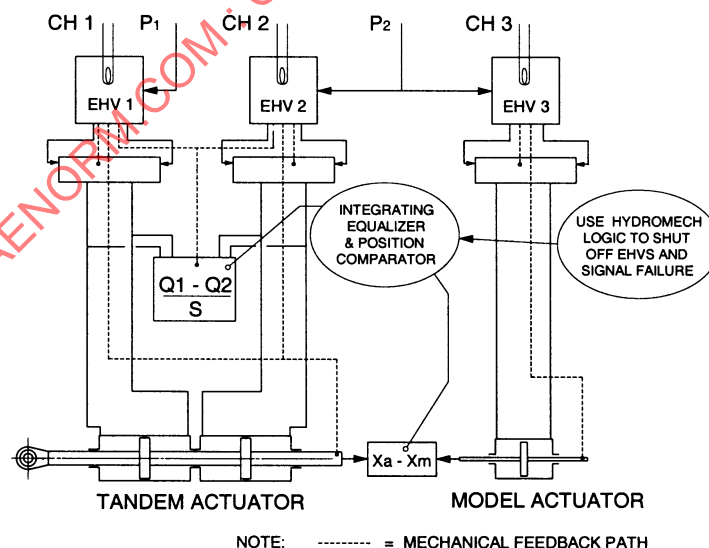 CH 1 P1 CH 2 P2 CH 3
EHV 1 EHV 2 EHV 3
INTEGRATING
EQUALIZER
& POSITION
COMPARATOR
USE HYDROMECH
LOGIC TO SHUT
OFF EHVS AND
SIGNAL FAILURE
Q1 - Q2
S
Xa - Xm
TANDEM ACTUATOR MODEL ACTUATOR
NOTE: -------- = MECHANICAL FEEDBACK PATH
AENORM.COM :